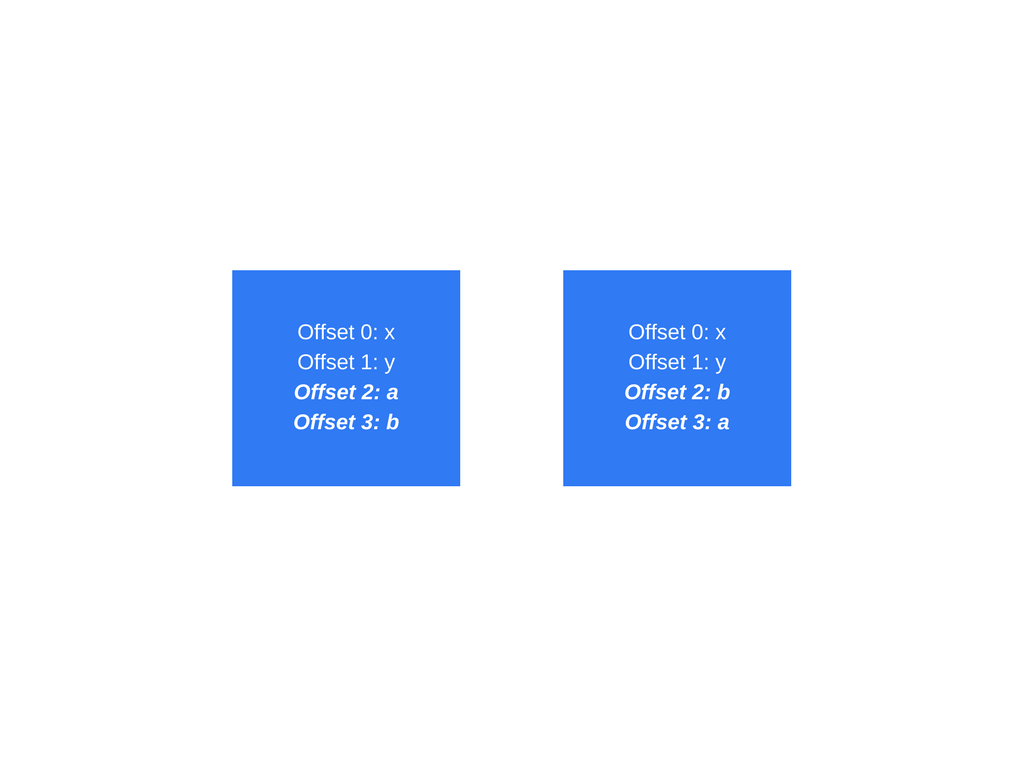 Offset 0: x
Offset 1: y
Offset 2: a
Offset 3: b
Offset 0: x
Offset 1: y
Offset 2: b
Offset 3: a